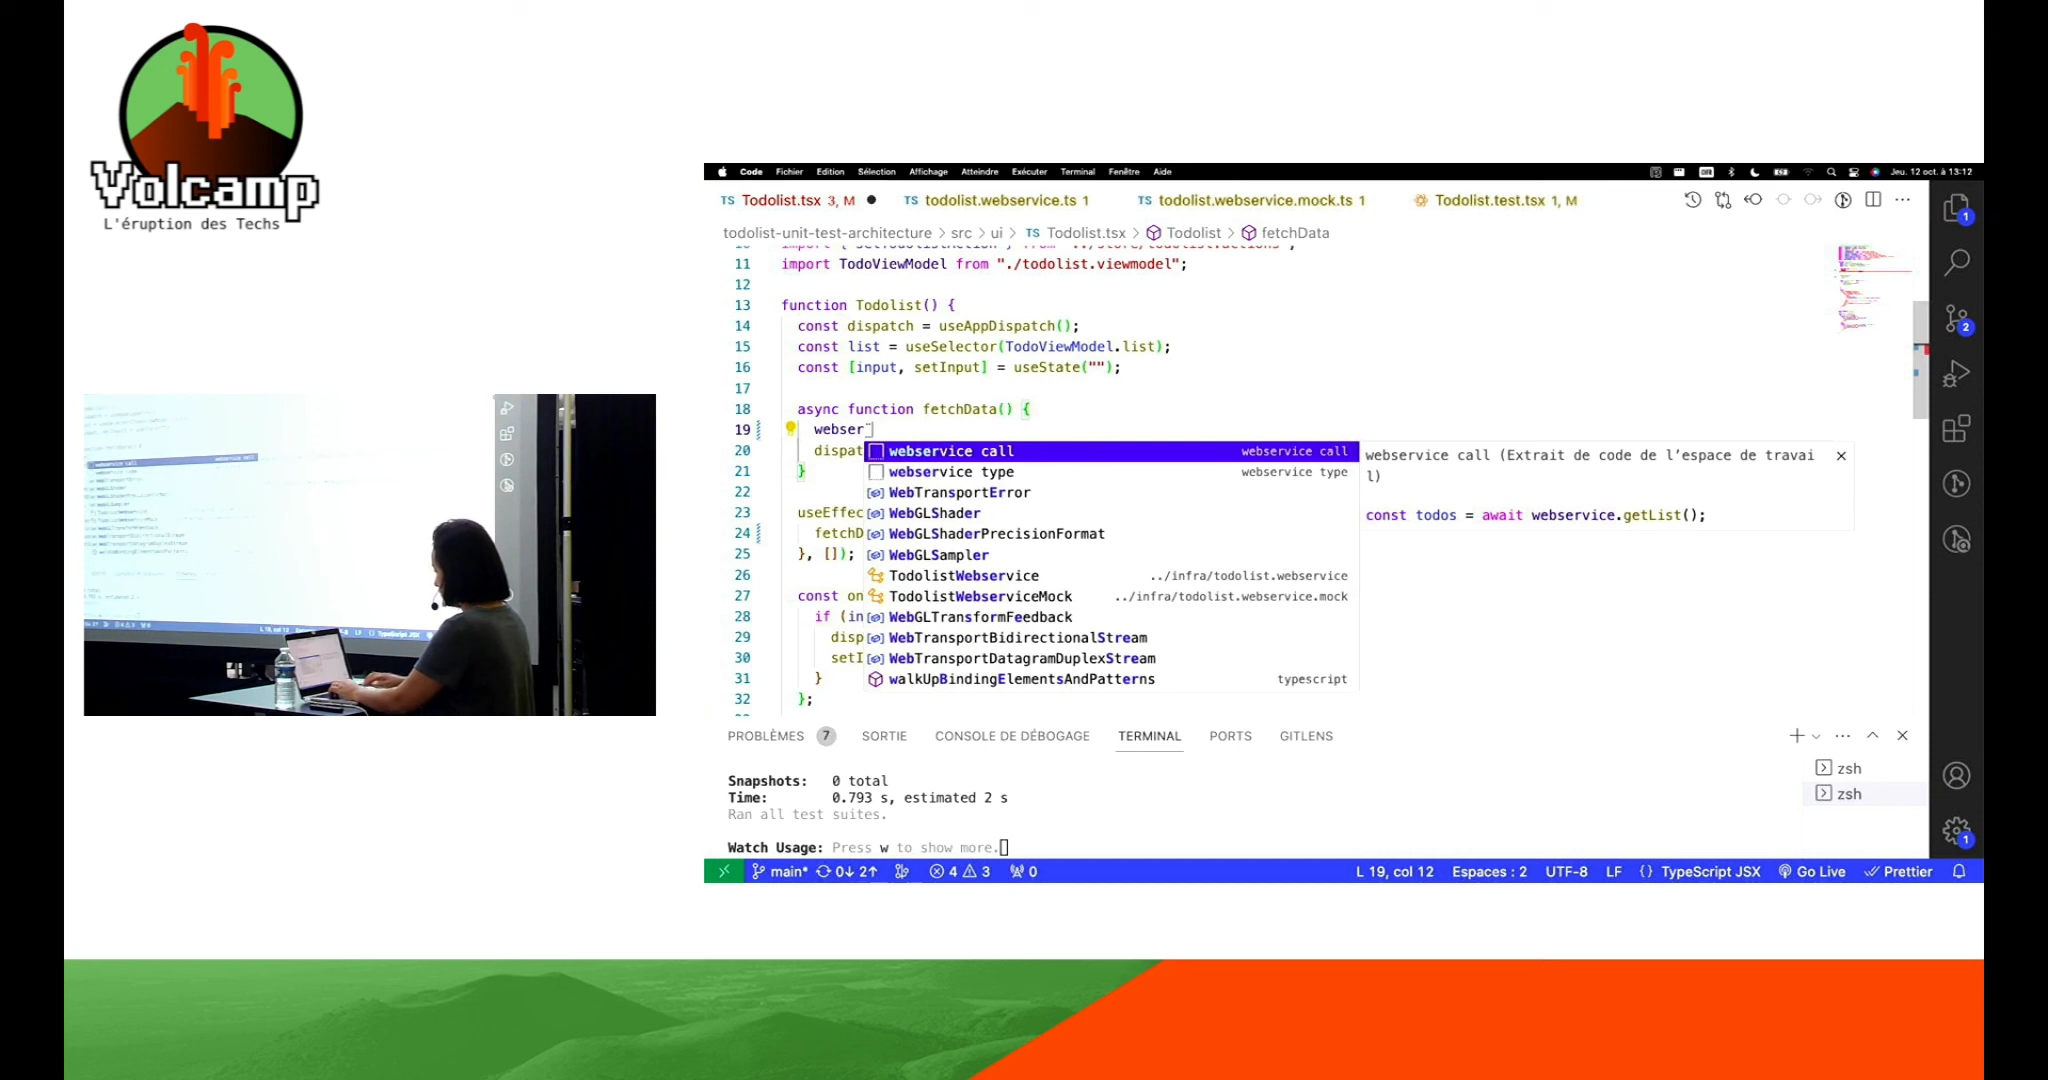 Volcamp
L'éruption des Techs
Code Fichier Edition Sélection Affichage Atteindre Exécuter Terminal Fenêtre Aide
Jeu. 12 oct. à 13:12
TS Todolist.tsx 3, M
TS todolist.webservice.ts 1
TS todolist.webservice.mock.ts 1
Todolist.test.tsx 1, M
todolist-unit-test-architecture > src > ui > TS Todolist.tsx > Todolist > fetchData
11 import TodoViewModel from "./todolist.viewmodel";
12
13 function Todolist() {
14 const dispatch = useAppDispatch();
15 const list = useSelector(TodoViewModel.list);
16 const [input, setInput] = useState("");
17
18 async function fetchData() {
19 webser
20 dispat
21 }
22
23 useEffec
24 fetchD
25 }, []);
26
27 const on
28 if (in
29 disp
30 setI
31 }
32 };
webservice call webservice call
webservice type webservice type
WebTransportError
WebGLShader
WebGLShaderPrecisionFormat
WebGLSampler
TodolistWebservice ../infra/todolist.webservice
TodolistWebserviceMock ../infra/todolist.webservice.mock
WebGLTransformFeedback
WebTransportBidirectionalStream
WebTransportDatagramDuplexStream
walkUpBindingElementsAndPatterns typescript
webservice call (Extrait de code de l’espace de travai
l)
const todos = await webservice.getList();
PROBLÈMES 7 SORTIE CONSOLE DE DÉBOGAGE TERMINAL PORTS GITLENS
Snapshots: 0 total
Time: 0.793 s, estimated 2 s
Ran all test suites.
Watch Usage: Press w to show more.
zsh
zsh
1
2
1
main* 0↓ 2↑ 4 3 0
L 19, col 12 Espaces : 2 UTF-8 LF {} TypeScript JSX Go Live Prettier